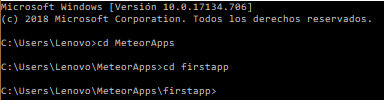 Microsoft Windows [Versión 10.0.17134.706]
(c) 2018 Microsoft Corporation. Todos los derechos reservados.
C:\Users\Lenovo>cd MeteorApps
C:\Users\Lenovo\MeteorApps>cd firstapp
C:\Users\Lenovo\MeteorApps\firstapp>